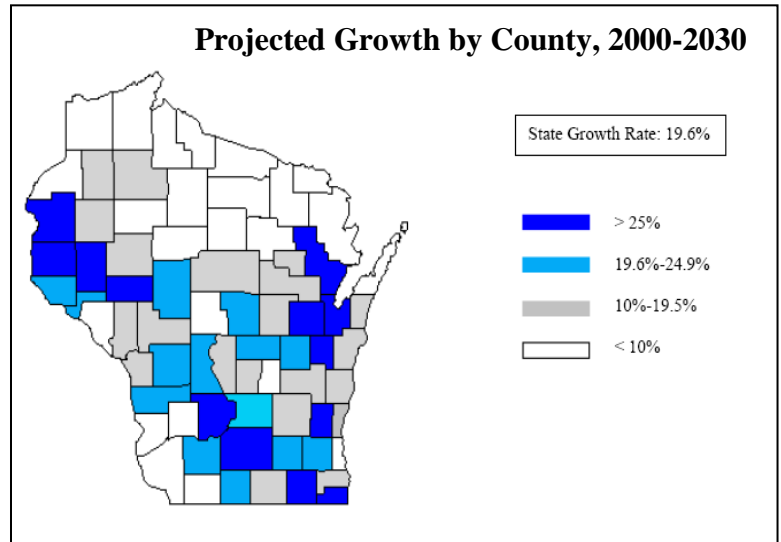 Projected Growth by County, 2000-2030
State Growth Rate: 19.6%
> 25%
19.6%-24.9%
10%-19.5%
< 10%